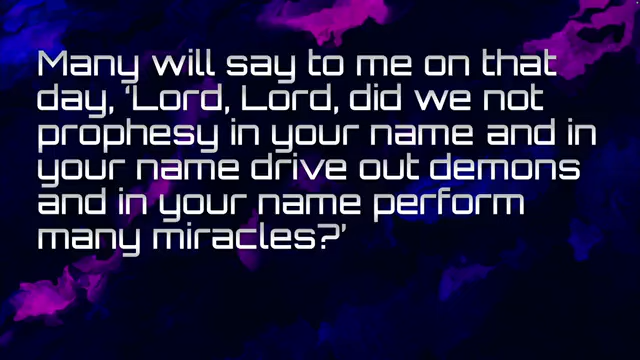 Many will say to me on that
day, ‘Lord, Lord, did we not
prophesy in your name and in
your name drive out demons
and in your name perform
many miracles?’